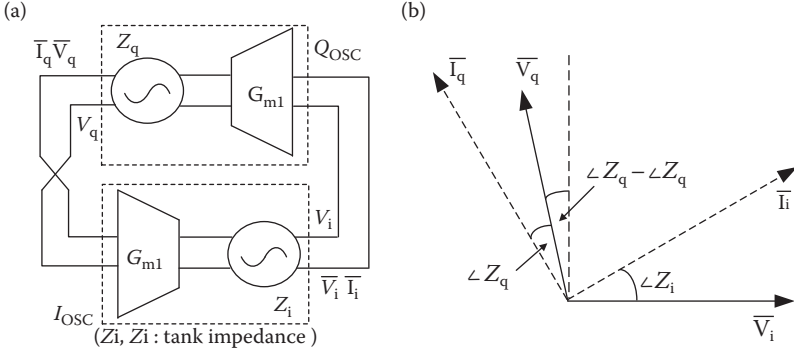 (a)
I̅q V̅q
Zq
QOSC
Gm1
Vq
Gm1
Vi
IOSC
Zi
V̅i I̅i
(Zi, Zi : tank impedance )
(b)
I̅q
V̅q
∠Zq – ∠Zq
I̅i
∠Zq
∠Zi
V̅i